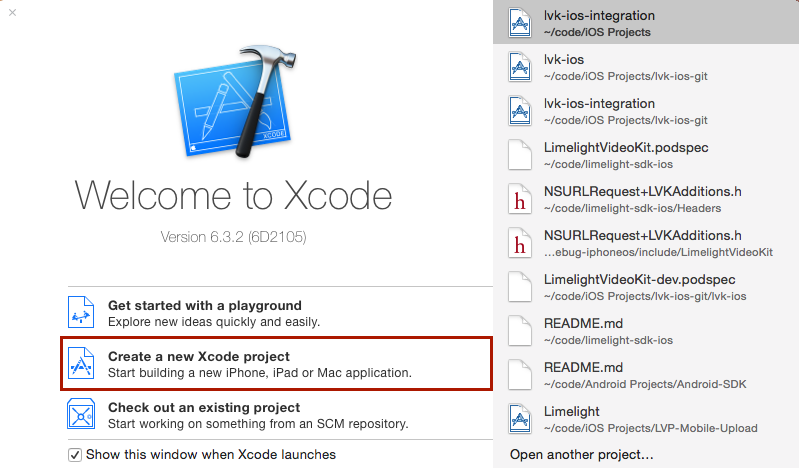 XCODE
Welcome to Xcode
Version 6.3.2 (6D2105)
Get started with a playground
Explore new ideas quickly and easily.
Create a new Xcode project
Start building a new iPhone, iPad or Mac application.
Check out an existing project
Start working on something from an SCM repository.
Show this window when Xcode launches
lvk-ios-integration
~/code/iOS Projects
lvk-ios
~/code/iOS Projects/lvk-ios-git
lvk-ios-integration
~/code/iOS Projects/lvk-ios-git
LimelightVideoKit.podspec
~/code/limelight-sdk-ios
h
NSURLRequest+LVKAdditions.h
~/code/limelight-sdk-ios/Headers
h
NSURLRequest+LVKAdditions.h
...ebug-iphoneos/include/LimelightVideoKit
LimelightVideoKit-dev.podspec
~/code/iOS Projects/lvk-ios-git/lvk-ios
README.md
~/code/limelight-sdk-ios
README.md
~/code/Android Projects/Android-SDK
Limelight
~/code/iOS Projects/LVP-Mobile-Upload
Open another project...